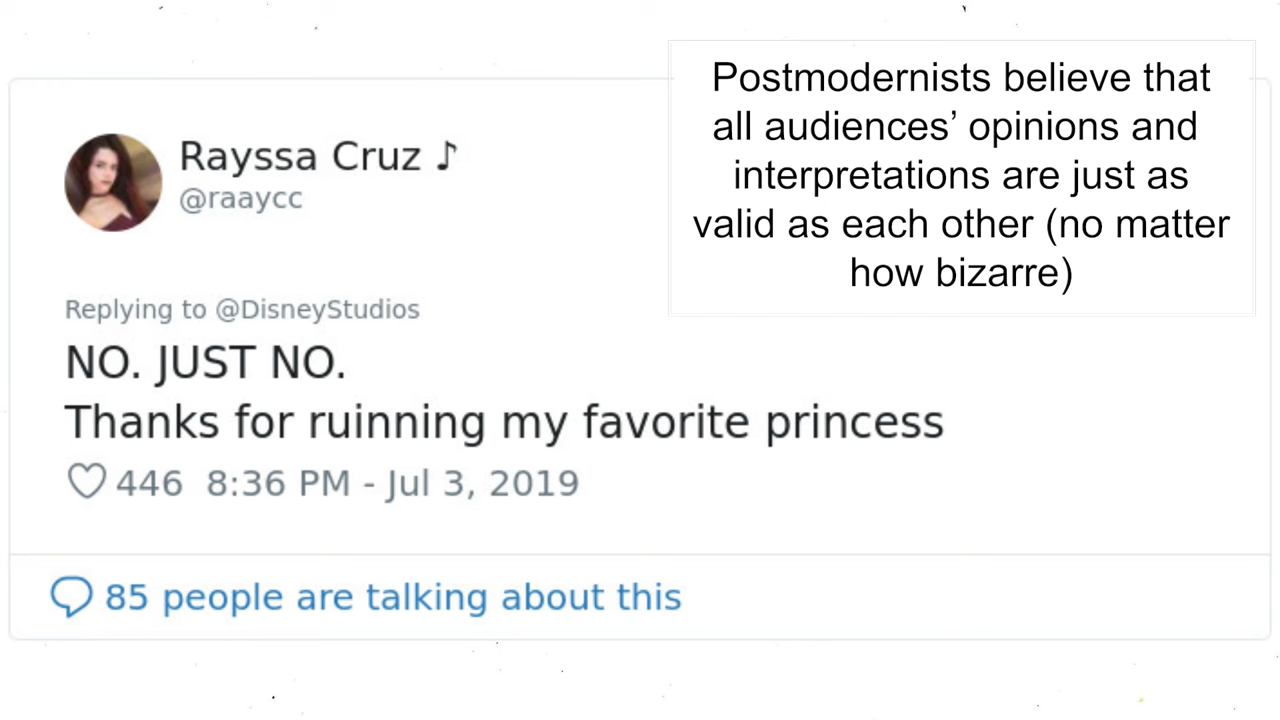 Postmodernists believe that
all audiences’ opinions and
interpretations are just as
valid as each other (no matter
how bizarre)
Rayssa Cruz ♪
@raaycc
Replying to @DisneyStudios
NO. JUST NO.
Thanks for ruinning my favorite princess
446 8:36 PM - Jul 3, 2019
85 people are talking about this